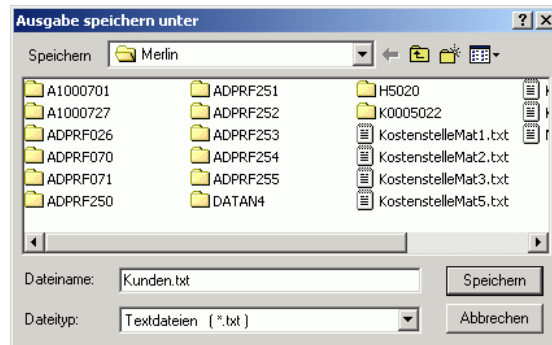 Ausgabe speichern unter
Speichern Merlin
A1000701 ADPRF251 H5020
A1000727 ADPRF252 K0005022
ADPRF026 ADPRF253 KostenstelleMat1.txt
ADPRF070 ADPRF254 KostenstelleMat2.txt
ADPRF071 ADPRF255 KostenstelleMat3.txt
ADPRF250 DATAN4 KostenstelleMat5.txt
Dateiname: Kunden.txt Speichern
Dateityp: Textdateien ( *.txt ) Abbrechen